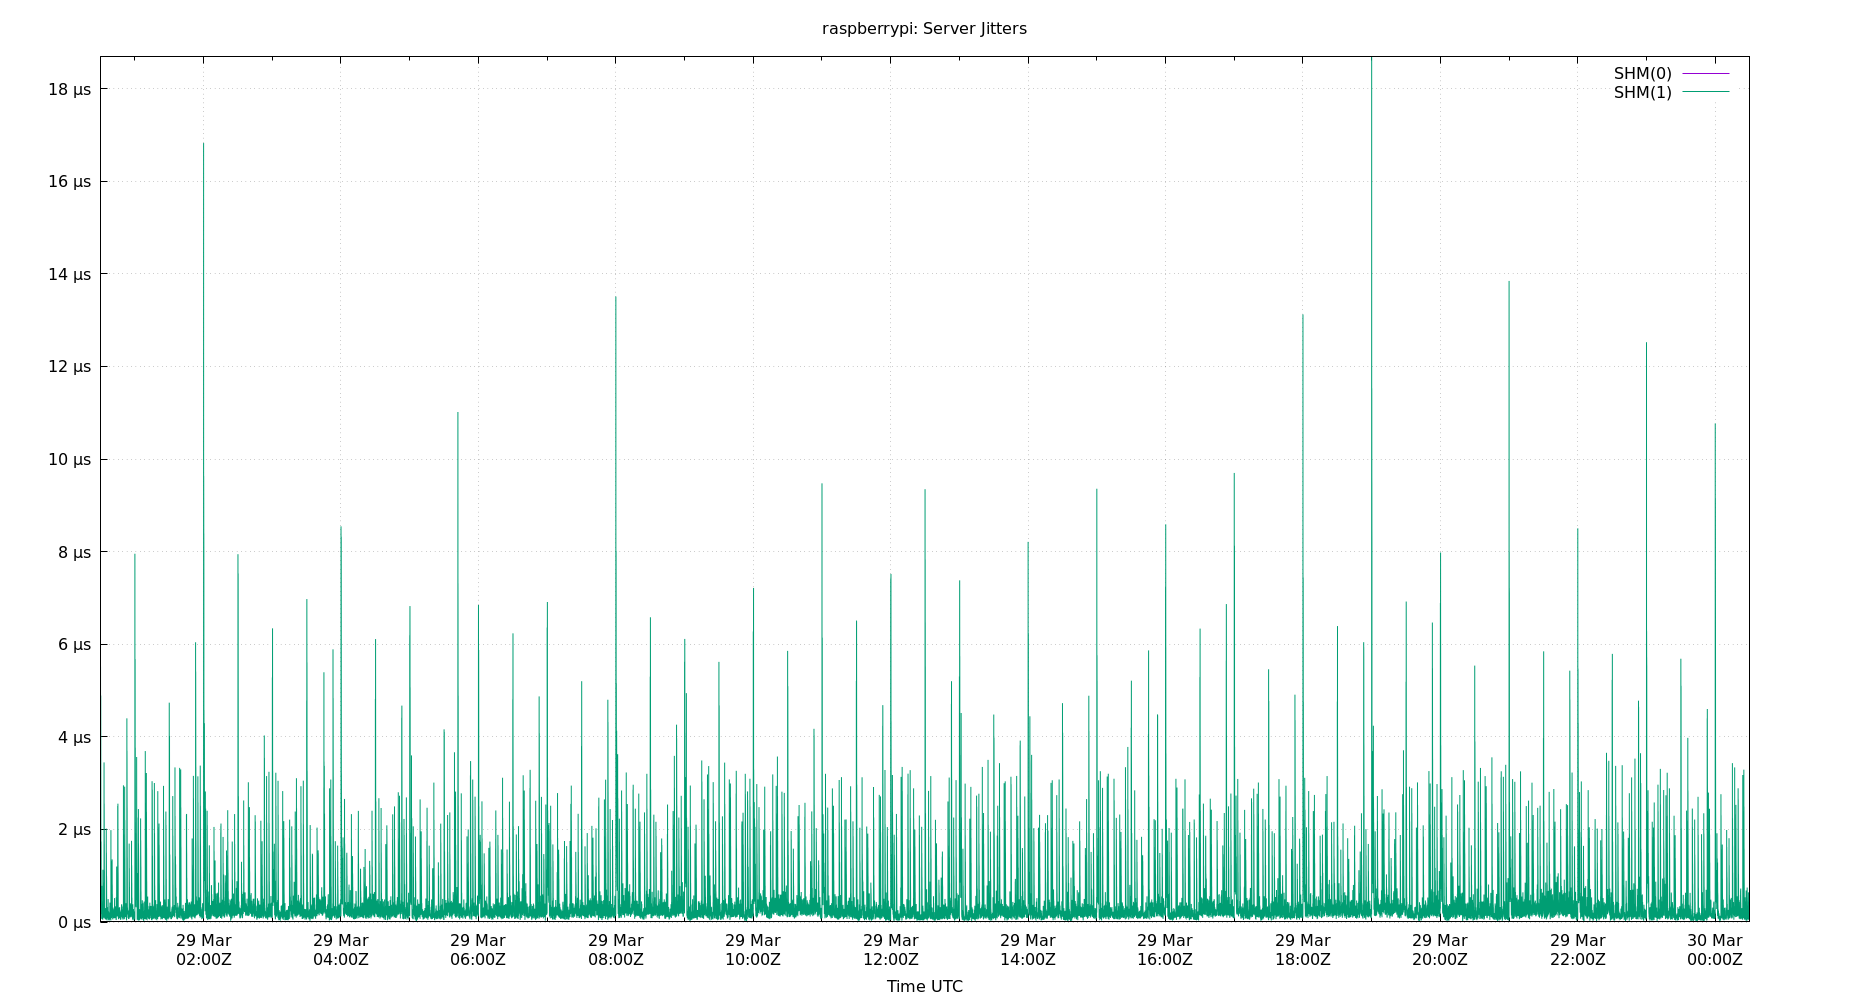 raspberrypi: Server Jitters
SHM(0)
SHM(1)
18 µs
16 µs
14 µs
12 µs
10 µs
8 µs
6 µs
4 µs
2 µs
0 µs
29 Mar 29 Mar 29 Mar 29 Mar 29 Mar 29 Mar 29 Mar 29 Mar 29 Mar 29 Mar 29 Mar 30 Mar
02:00Z 04:00Z 06:00Z 08:00Z 10:00Z 12:00Z 14:00Z 16:00Z 18:00Z 20:00Z 22:00Z 00:00Z
Time UTC